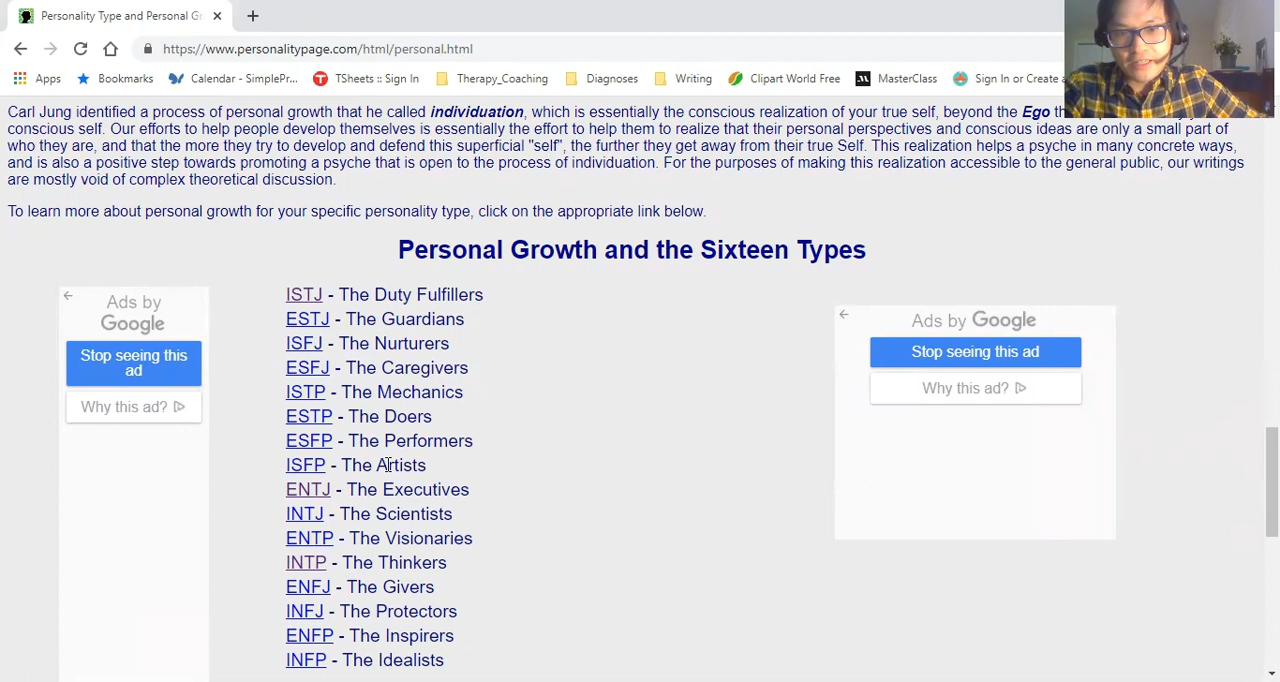 Personality Type and Personal Gr
https://www.personalitypage.com/html/personal.html
Apps Bookmarks Calendar - SimplePr... TSheets :: Sign In Therapy_Coaching Diagnoses Writing Clipart World Free MasterClass Sign In or Create a
Carl Jung identified a process of personal growth that he called individuation, which is essentially the conscious realization of your true self, beyond the Ego
conscious self. Our efforts to help people develop themselves is essentially the effort to help them to realize that their personal perspectives and conscious ideas are only a small part of
who they are, and that the more they try to develop and defend this superficial "self", the further they get away from their true Self. This realization helps a psyche in many concrete ways,
and is also a positive step towards promoting a psyche that is open to the process of individuation. For the purposes of making this realization accessible to the general public, our writings
are mostly void of complex theoretical discussion.
To learn more about personal growth for your specific personality type, click on the appropriate link below.
Personal Growth and the Sixteen Types
Ads by
Google
Stop seeing this
ad
Why this ad?
ISTJ - The Duty Fulfillers
ESTJ - The Guardians
ISFJ - The Nurturers
ESFJ - The Caregivers
ISTP - The Mechanics
ESTP - The Doers
ESFP - The Performers
ISFP - The Artists
ENTJ - The Executives
INTJ - The Scientists
ENTP - The Visionaries
INTP - The Thinkers
ENFJ - The Givers
INFJ - The Protectors
ENFP - The Inspirers
INFP - The Idealists
Ads by Google
Stop seeing this ad
Why this ad?